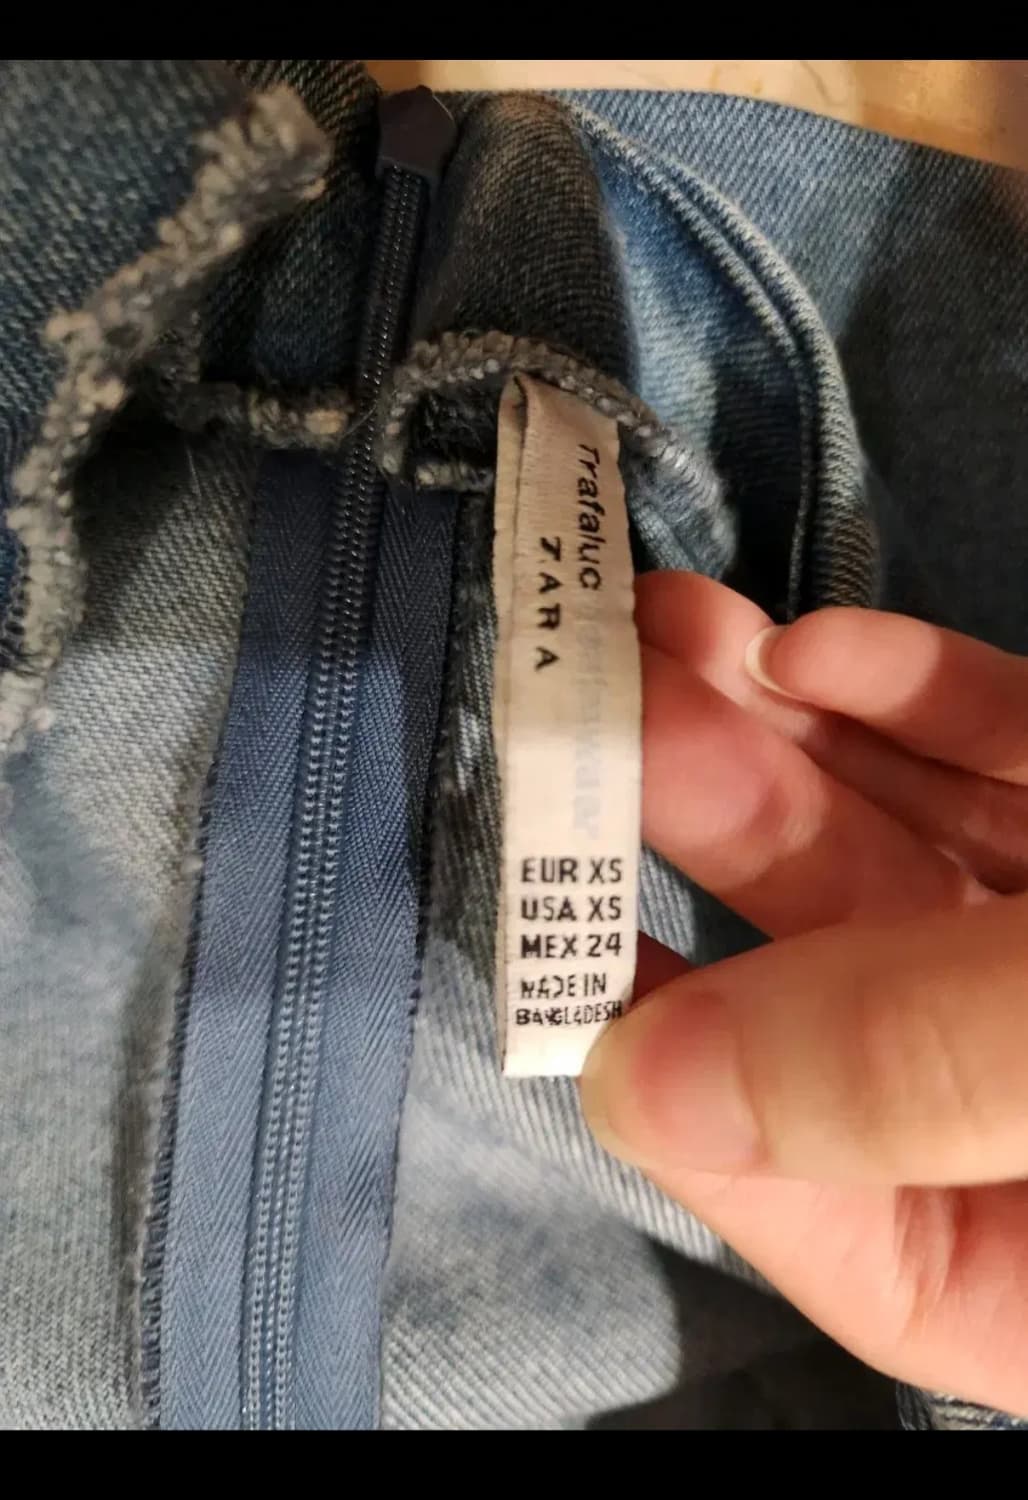 Trafaluc
ZARA
EUR XS
USA XS
MEX 24
MADE IN
BANGLADESH